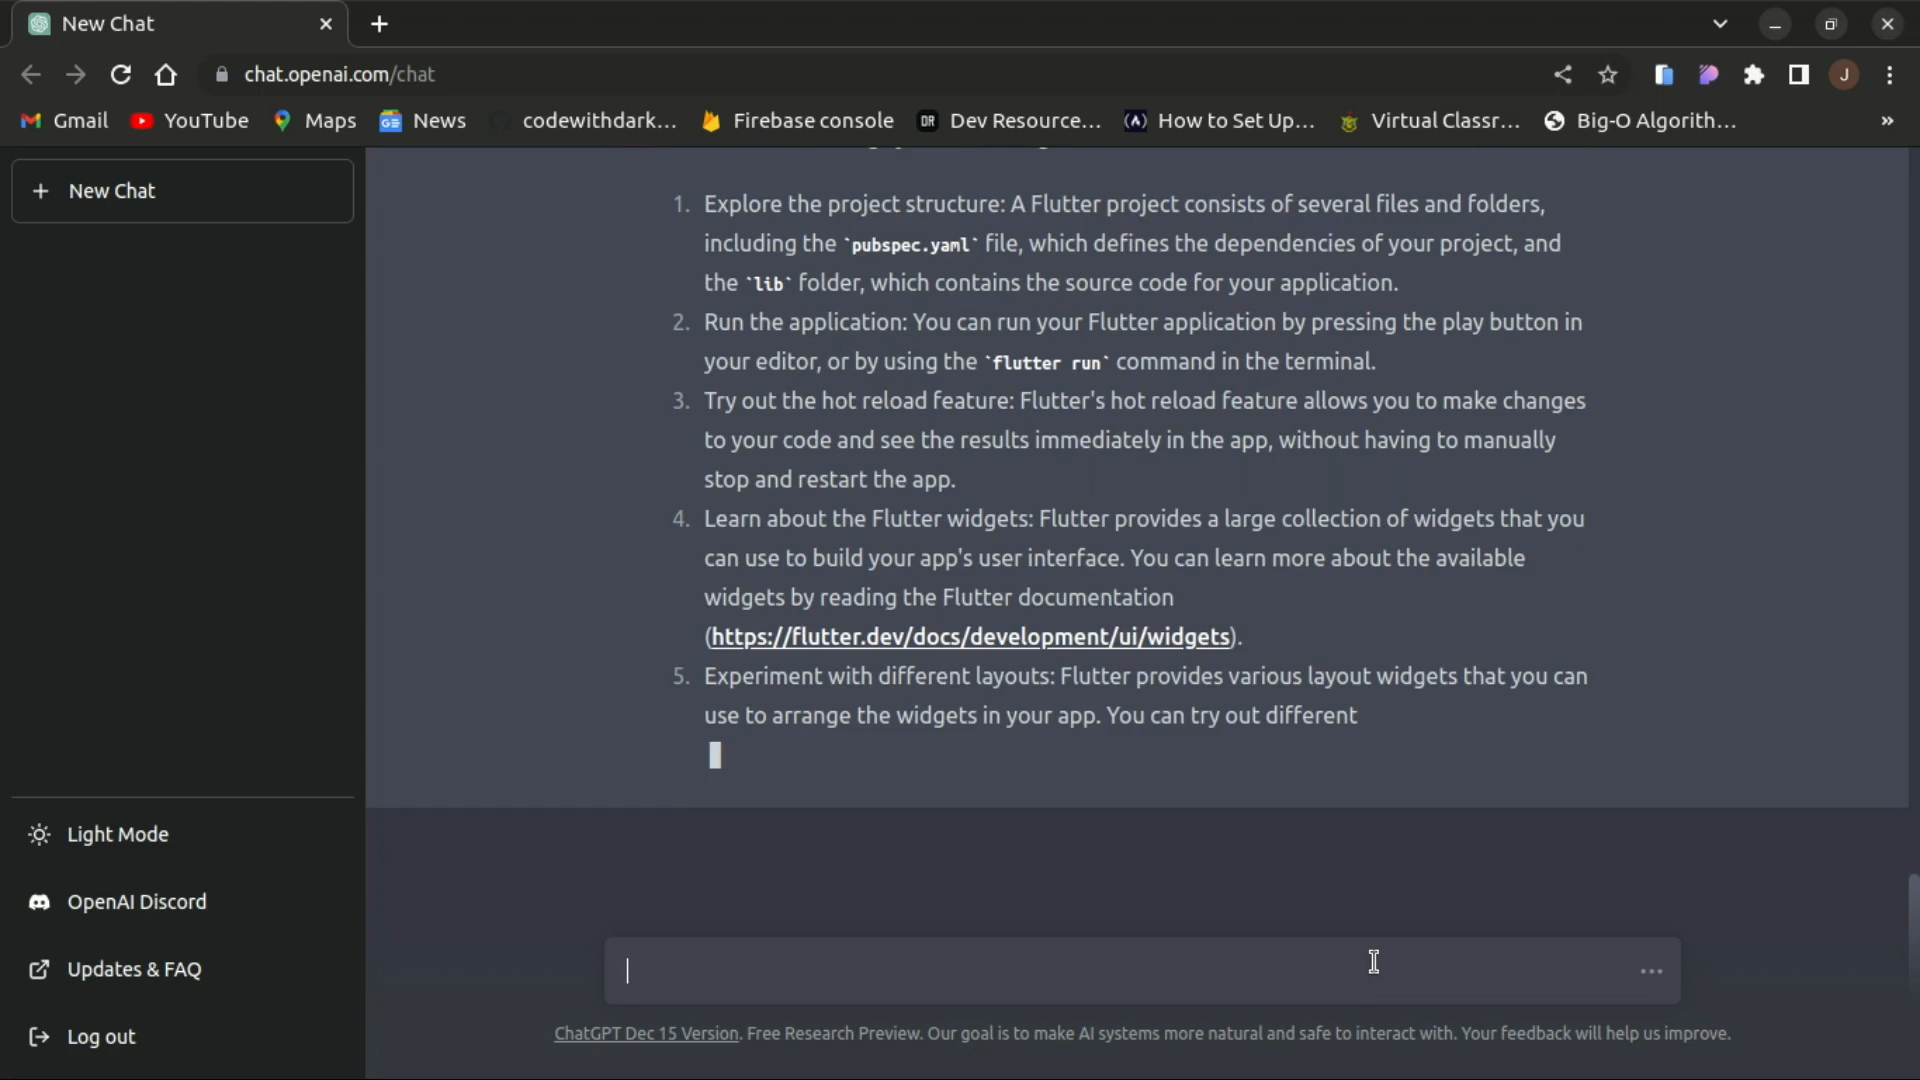 New Chat
chat.openai.com/chat
Gmail
YouTube
Maps
News
codewithdark...
Firebase console
DR
Dev Resource...
(A)
How to Set Up...
Virtual Classr...
Big-O Algorith...
»
J
+ New Chat
1. Explore the project structure: A Flutter project consists of several files and folders,
including the `pubspec.yaml` file, which defines the dependencies of your project, and
the `lib` folder, which contains the source code for your application.
2. Run the application: You can run your Flutter application by pressing the play button in
your editor, or by using the `flutter run` command in the terminal.
3. Try out the hot reload feature: Flutter's hot reload feature allows you to make changes
to your code and see the results immediately in the app, without having to manually
stop and restart the app.
4. Learn about the Flutter widgets: Flutter provides a large collection of widgets that you
can use to build your app's user interface. You can learn more about the available
widgets by reading the Flutter documentation
(https://flutter.dev/docs/development/ui/widgets).
5. Experiment with different layouts: Flutter provides various layout widgets that you can
use to arrange the widgets in your app. You can try out different
Light Mode
OpenAI Discord
Updates & FAQ
Log out
ChatGPT Dec 15 Version. Free Research Preview. Our goal is to make AI systems more natural and safe to interact with. Your feedback will help us improve.